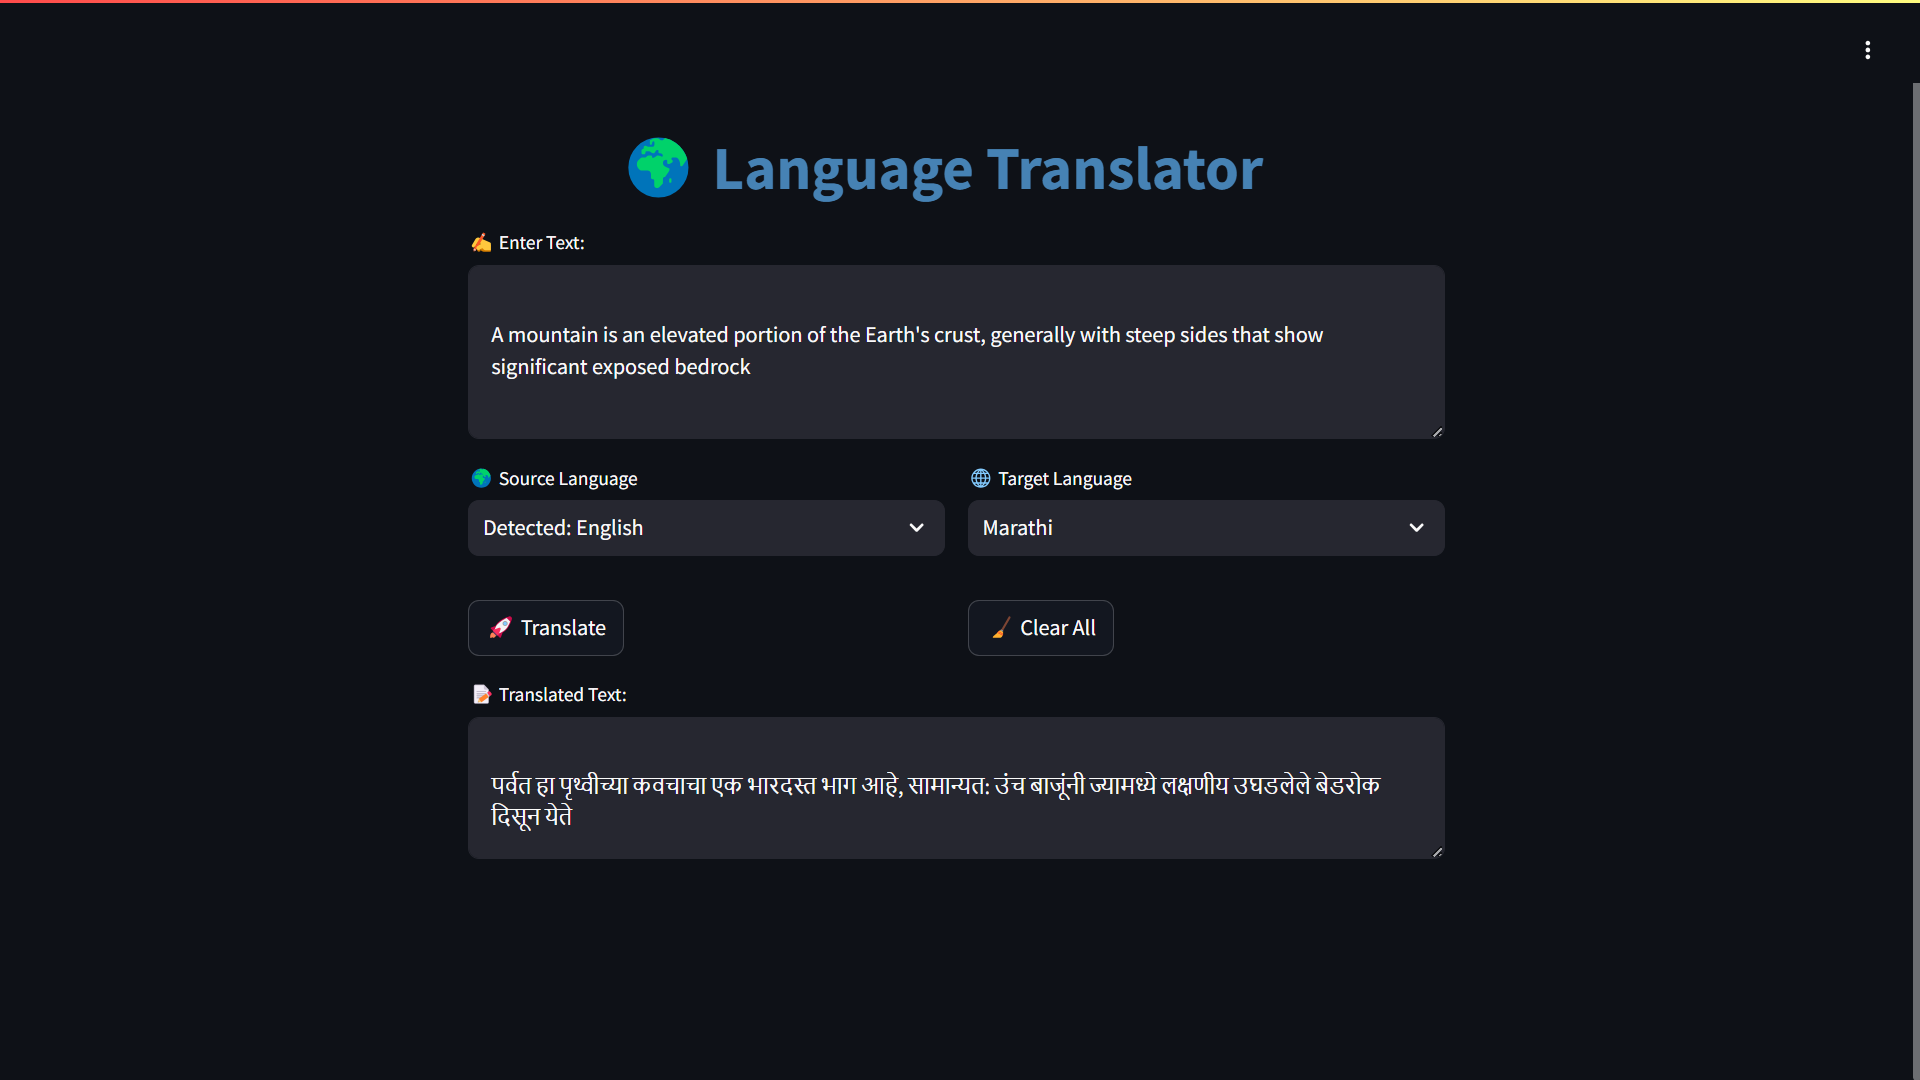 Language Translator
Enter Text:
A mountain is an elevated portion of the Earth's crust, generally with steep sides that show
significant exposed bedrock
Source Language
Target Language
Detected: English
Marathi
Translate
Clear All
Translated Text:
पर्वत हा पृथ्वीच्या कवचाचा एक भारदस्त भाग आहे, सामान्यत: उंच बाजूंनी ज्यामध्ये लक्षणीय उघडलेले बेडरोक
दिसून येते